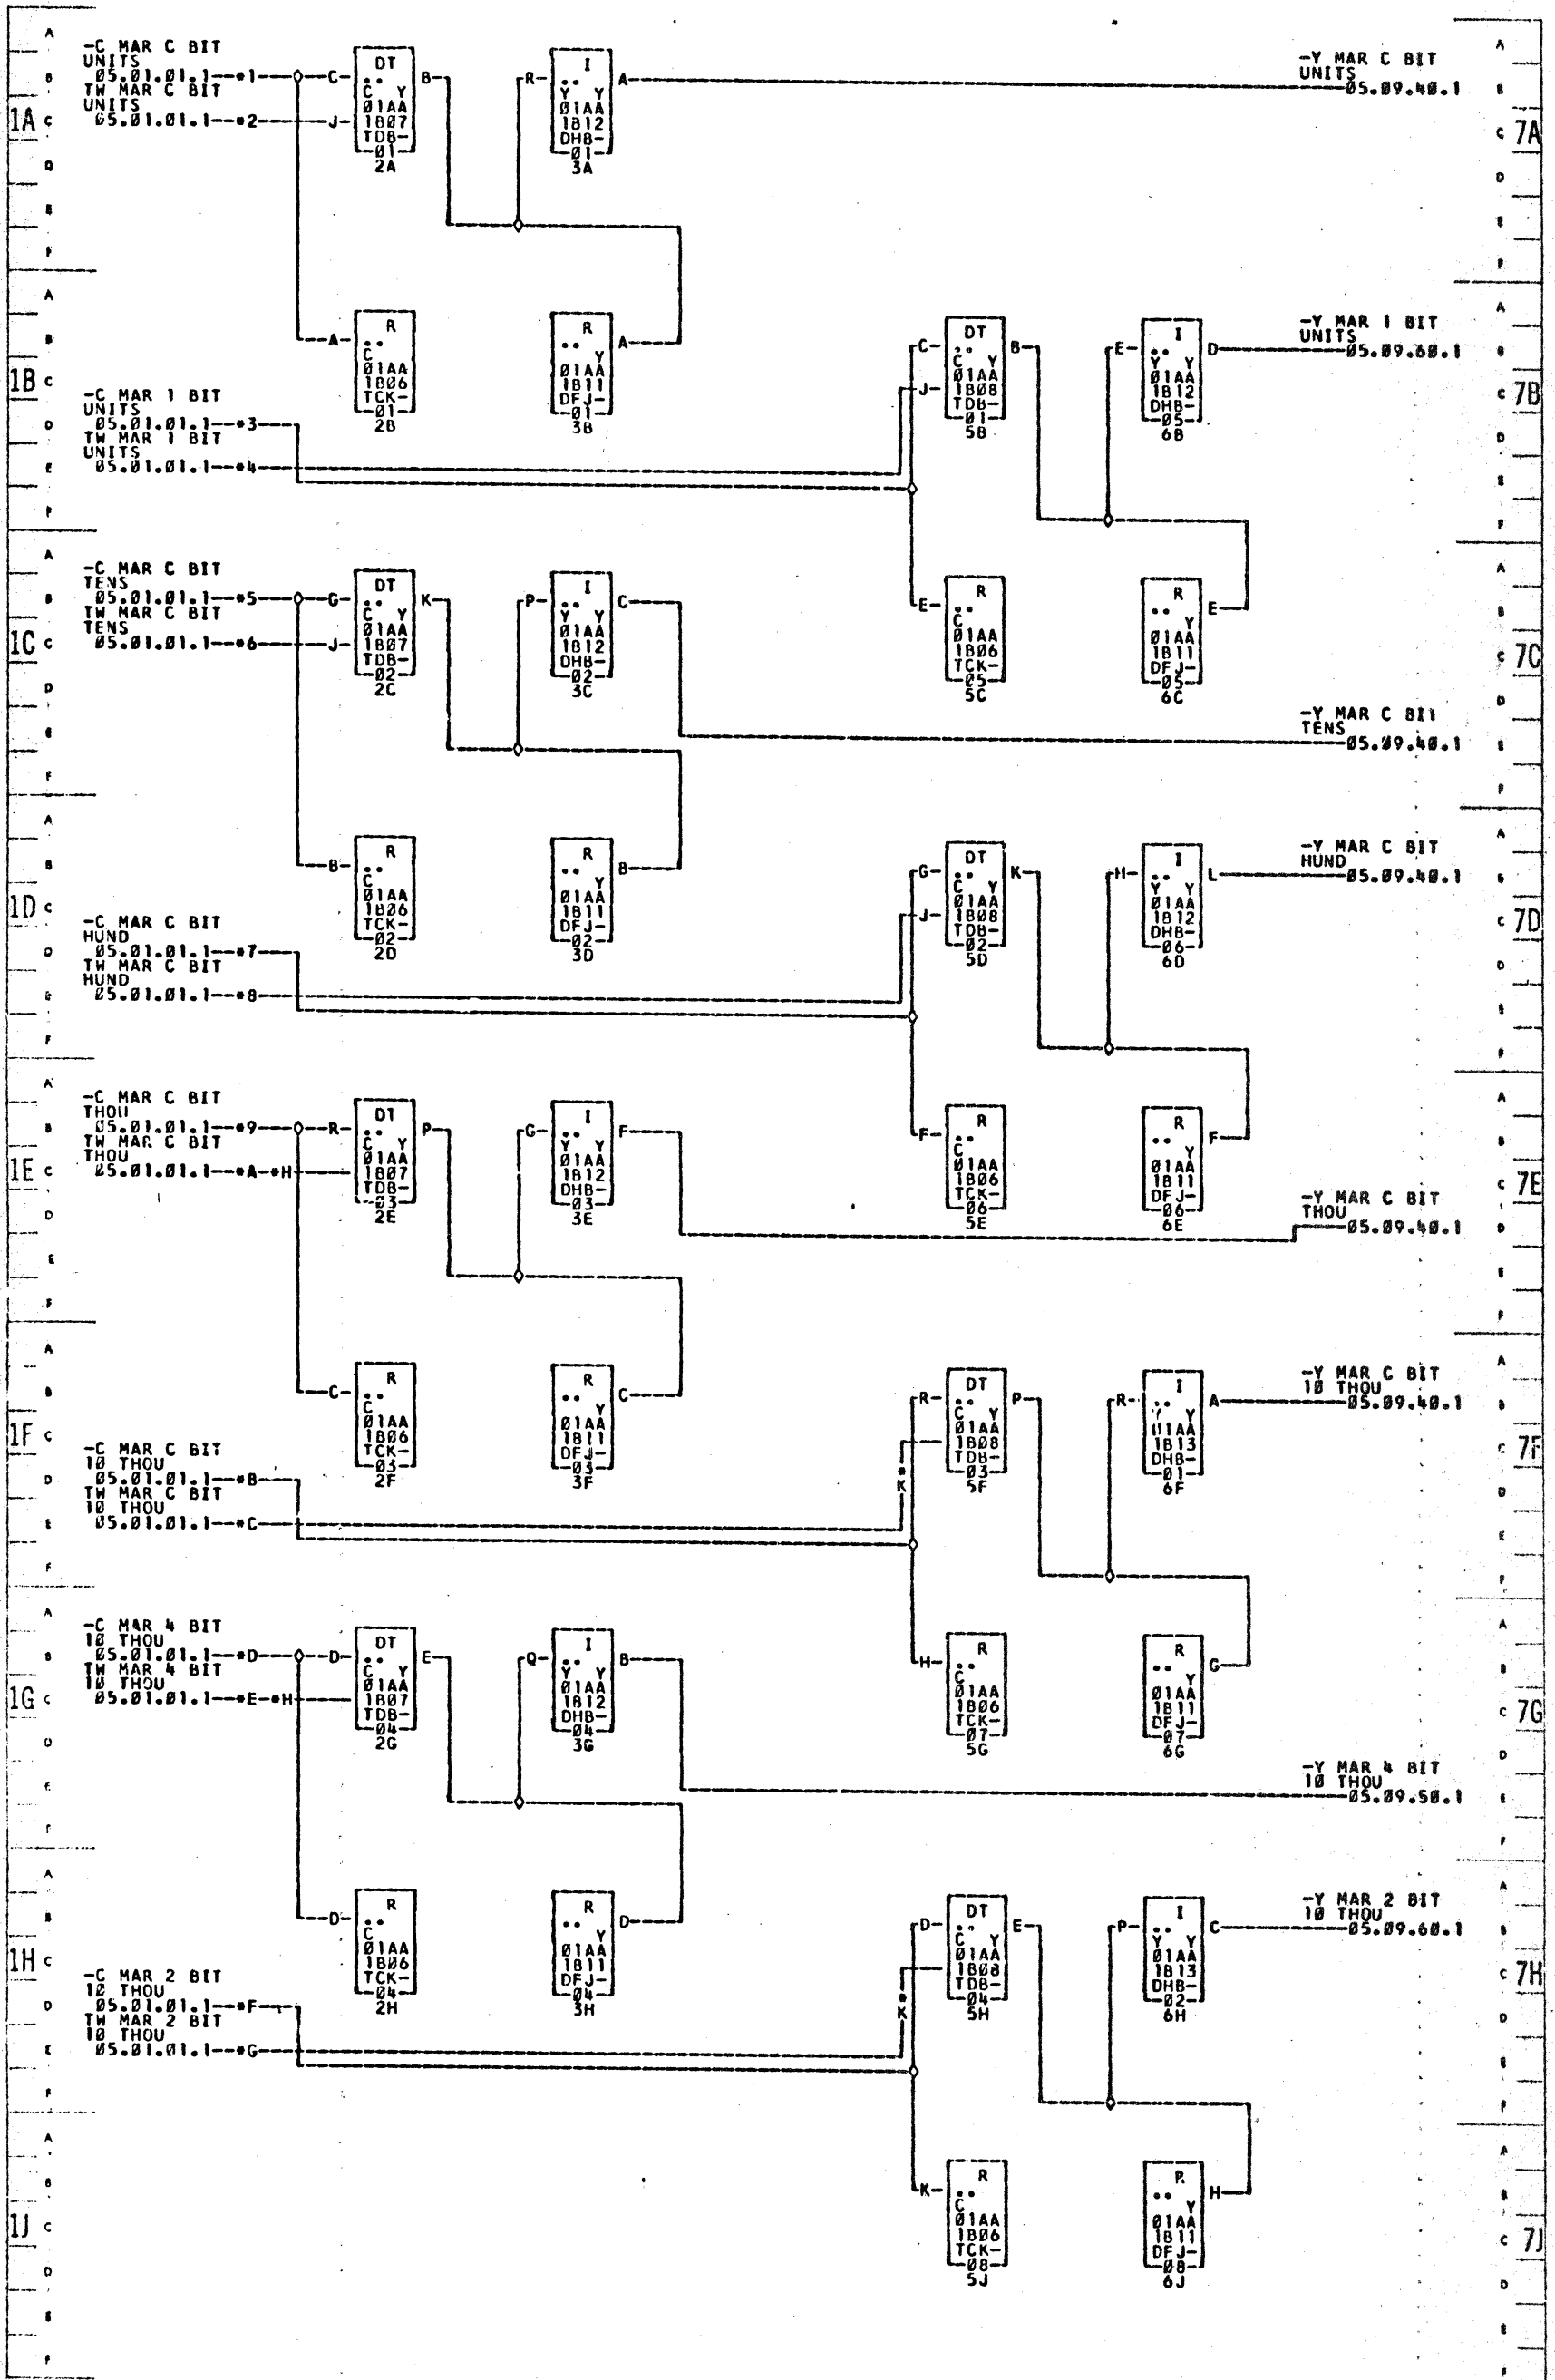 -C MAR C BIT
UNITS
05.01.01.1---*1---C-
TW MAR C BIT
UNITS
05.01.01.1---*2---J-
DT
..
C Y
01AA
1B07
TDB-
-01-
2A
B
R-
I
..
Y Y
01AA
1B12
DHB-
-01-
3A
A
-Y MAR C BIT
UNITS
05.09.40.1
1A
7A
A-
R
..
C
01AA
1B06
TCK-
-01-
2B
R
..
Y
01AA
1B11
DFJ-
-01-
3B
A
-C MAR 1 BIT
UNITS
05.01.01.1---*3
TW MAR 1 BIT
UNITS
05.01.01.1---*4
C-
J-
DT
..
C Y
01AA
1B08
TDB-
-01-
5B
B
E-
I
..
Y Y
01AA
1B12
DHB-
-05-
6B
D
-Y MAR 1 BIT
UNITS
05.09.60.1
1B
7B
-C MAR C BIT
TENS
05.01.01.1---*5---G-
TW MAR C BIT
TENS
05.01.01.1---*6---J-
DT
..
C Y
01AA
1B07
TDB-
-02-
2C
K
P-
I
..
Y Y
01AA
1B12
DHB-
-02-
3C
C
E-
R
..
C
01AA
1B06
TCK-
-05-
5C
R
..
Y
01AA
1B11
DFJ-
-05-
6C
E
-Y MAR C BIT
TENS
05.09.40.1
1C
7C
B-
R
..
C
01AA
1B06
TCK-
-02-
2D
R
..
Y
01AA
1B11
DFJ-
-02-
3D
B
-C MAR C BIT
HUND
05.01.01.1---*7
TW MAR C BIT
HUND
05.01.01.1---*8
G-
J-
DT
..
C Y
01AA
1B08
TDB-
-02-
5D
K
H-
I
..
Y Y
01AA
1B12
DHB-
-06-
6D
L
-Y MAR C BIT
HUND
05.09.40.1
1D
7D
-C MAR C BIT
THOU
05.01.01.1---*9---R-
TW MAR C BIT
THOU
05.01.01.1---*A-*H
DT
..
C Y
01AA
1B07
TDB-
-03-
2E
P
G-
I
..
Y Y
01AA
1B12
DHB-
-03-
3E
F
F-
R
..
C
01AA
1B06
TCK-
-06-
5E
R
..
Y
01AA
1B11
DFJ-
-06-
6E
F
-Y MAR C BIT
THOU
05.09.40.1
1E
7E
C-
R
..
C
01AA
1B06
TCK-
-03-
2F
R
..
Y
01AA
1B11
DFJ-
-03-
3F
C
-C MAR C BIT
10 THOU
05.01.01.1---*B
TW MAR C BIT
10 THOU
05.01.01.1---*C
R-
*K
DT
..
C Y
01AA
1B08
TDB-
-03-
5F
P
R-
I
..
Y Y
01AA
1B13
DHB-
-01-
6F
A
-Y MAR C BIT
10 THOU
05.09.40.1
1F
7F
-C MAR 4 BIT
10 THOU
05.01.01.1---*D---D-
TW MAR 4 BIT
10 THOU
05.01.01.1---*E-*H
DT
..
C Y
01AA
1B07
TDB-
-04-
2G
E
Q-
I
..
Y Y
01AA
1B12
DHB-
-04-
3G
B
H-
R
..
C
01AA
1B06
TCK-
-07-
5G
R
..
Y
01AA
1B11
DFJ-
-07-
6G
G
-Y MAR 4 BIT
10 THOU
05.09.50.1
1G
7G
D-
R
..
C
01AA
1B06
TCK-
-04-
2H
R
..
Y
01AA
1B11
DFJ-
-04-
3H
D
-C MAR 2 BIT
10 THOU
05.01.01.1---*F
TW MAR 2 BIT
10 THOU
05.01.01.1---*G
D-
*K
DT
..
C Y
01AA
1B08
TDB-
-04-
5H
E
P-
I
..
Y Y
01AA
1B13
DHB-
-02-
6H
C
-Y MAR 2 BIT
10 THOU
05.09.60.1
1H
7H
K-
R
..
C
01AA
1B06
TCK-
-08-
5J
R
..
Y
01AA
1B11
DFJ-
-08-
6J
H
1J
7J